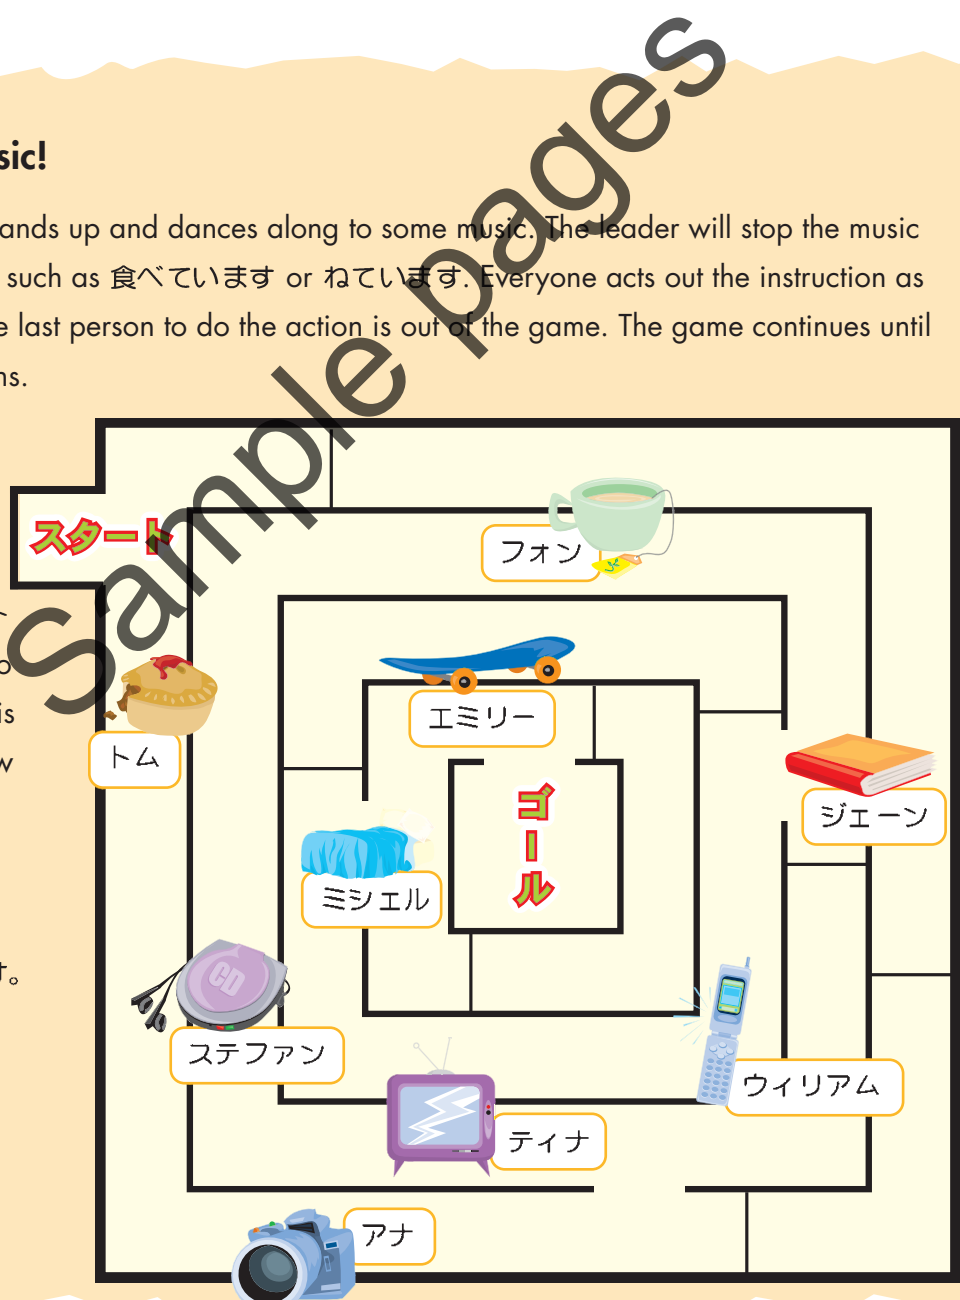 sic!
ands up and dances along to some music. The leader will stop the music
such as 食べています or ねています. Everyone acts out the instruction as
e last person to do the action is out of the game. The game continues until
ns.
Sample pages
スタート
フォン
o
エミリー
is
トム
w
ジェーン
ゴール
ミシェル
す。
CD
ステファン
ウィリアム
ティナ
アナ